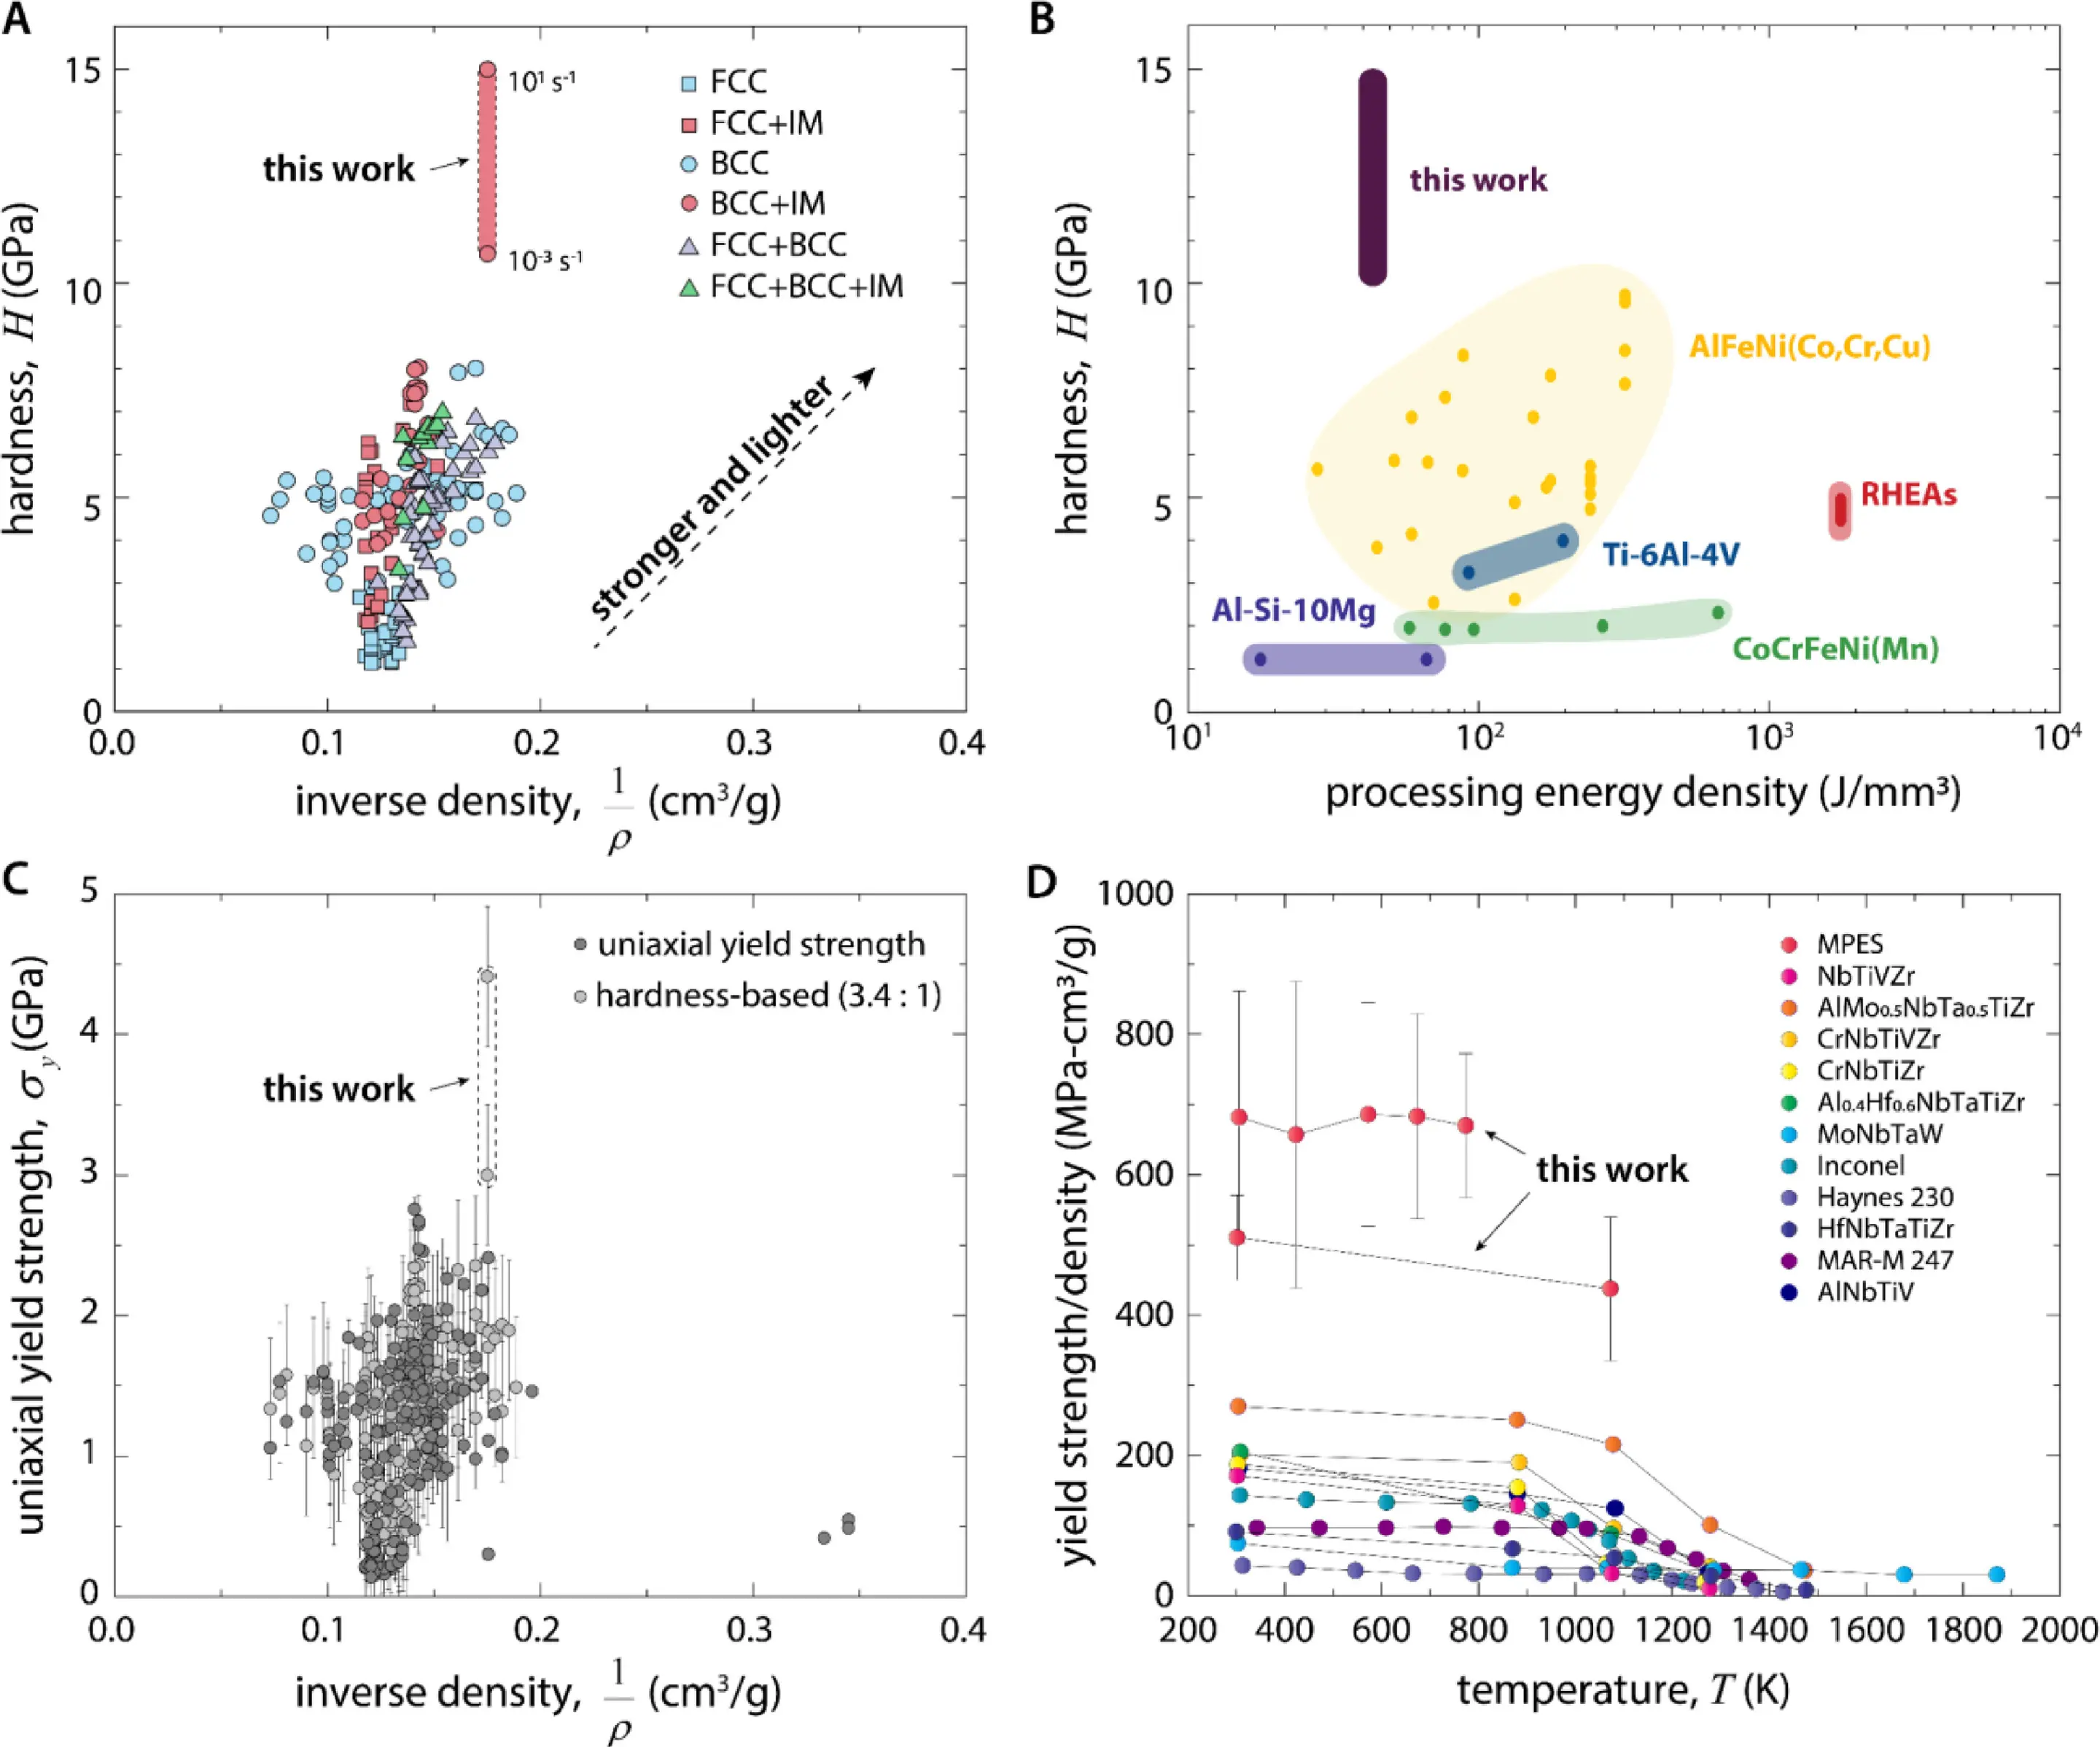 A
15
10
5
0
0.0
0.1
0.2
0.3
0.4
hardness, H (GPa)
inverse density, 1/ρ (cm³/g)
10¹ s⁻¹
this work
10⁻³ s⁻¹
FCC
FCC+IM
BCC
BCC+IM
FCC+BCC
FCC+BCC+IM
stronger and lighter
B
15
10
5
0
10¹
10²
10³
10⁴
hardness, H (GPa)
processing energy density (J/mm³)
this work
AlFeNi(Co,Cr,Cu)
RHEAs
Ti-6Al-4V
Al-Si-10Mg
CoCrFeNi(Mn)
C
5
4
3
2
1
0
0.0
0.1
0.2
0.3
0.4
uniaxial yield strength, σy (GPa)
inverse density, 1/ρ (cm³/g)
uniaxial yield strength
hardness-based (3.4 : 1)
this work
D
1000
800
600
400
200
0
200
400
600
800
1000
1200
1400
1600
1800
2000
yield strength/density (MPa-cm³/g)
temperature, T (K)
MPES
NbTiVZr
AlMo₀.₅NbTa₀.₅TiZr
CrNbTiVZr
CrNbTiZr
Al₀.₄Hf₀.₆NbTaTiZr
MoNbTaW
Inconel
Haynes 230
HfNbTaTiZr
MAR-M 247
AlNbTiV
this work